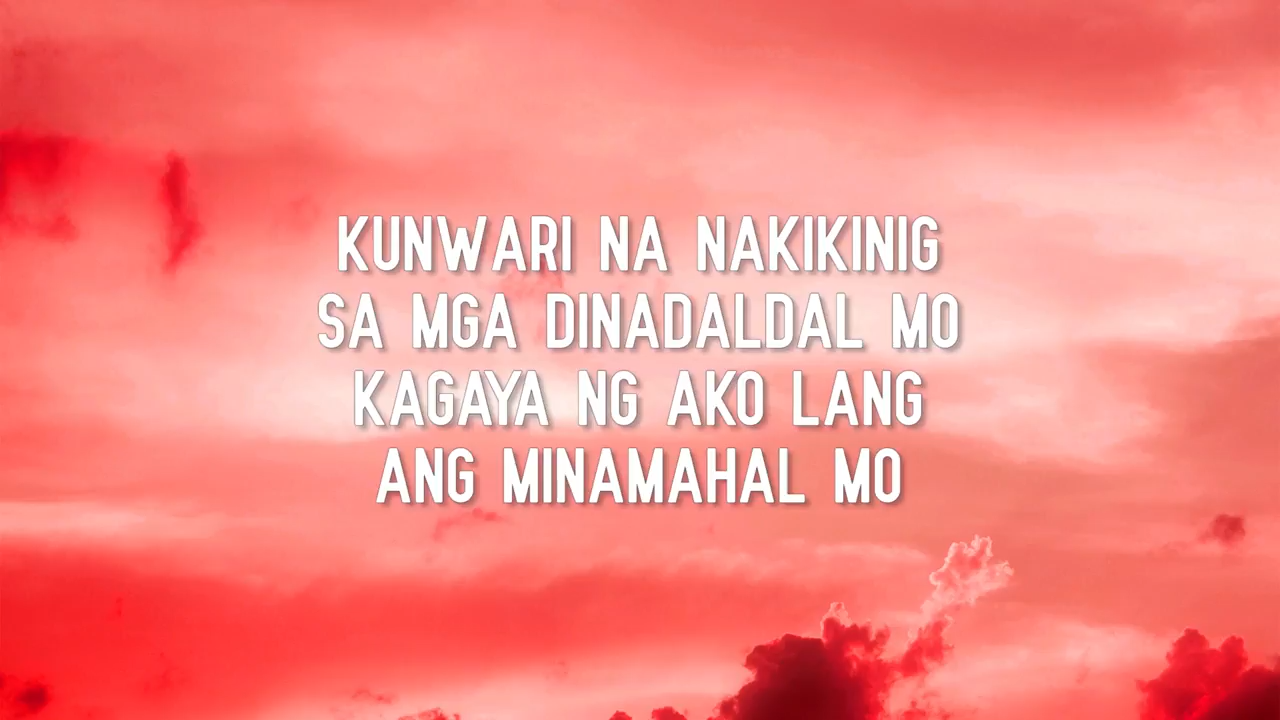 KUNWARI NA NAKIKINIG
SA MGA DINADALDAL MO
KAGAYA NG AKO LANG
ANG MINAMAHAL MO